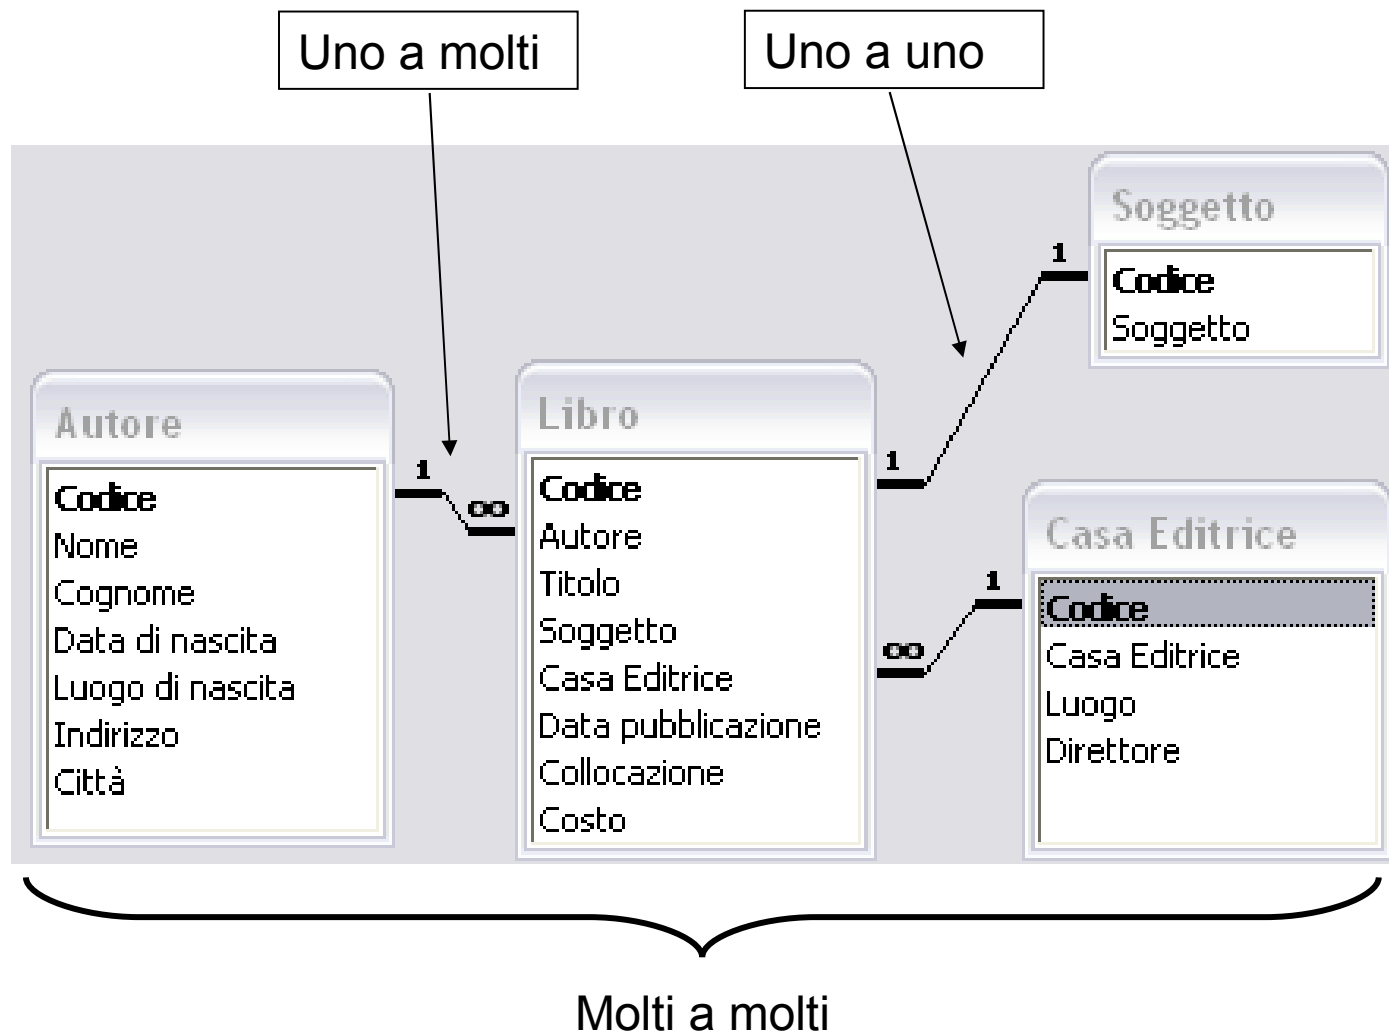 Uno a molti
Uno a uno
Soggetto
1
Codice
Soggetto
Autore
Codice
Nome
Cognome
Data di nascita
Luogo di nascita
Indirizzo
Città
1
∞
Libro
Codice
Autore
Titolo
Soggetto
Casa Editrice
Data pubblicazione
Collocazione
Costo
1
∞
1
Casa Editrice
Codice
Casa Editrice
Luogo
Direttore
Molti a molti